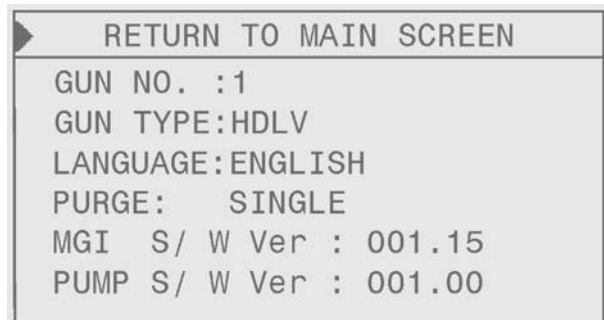 RETURN TO MAIN SCREEN
GUN NO. :1
GUN TYPE:HDLV
LANGUAGE:ENGLISH
PURGE: SINGLE
MGI S/ W Ver : 001.15
PUMP S/ W Ver : 001.00